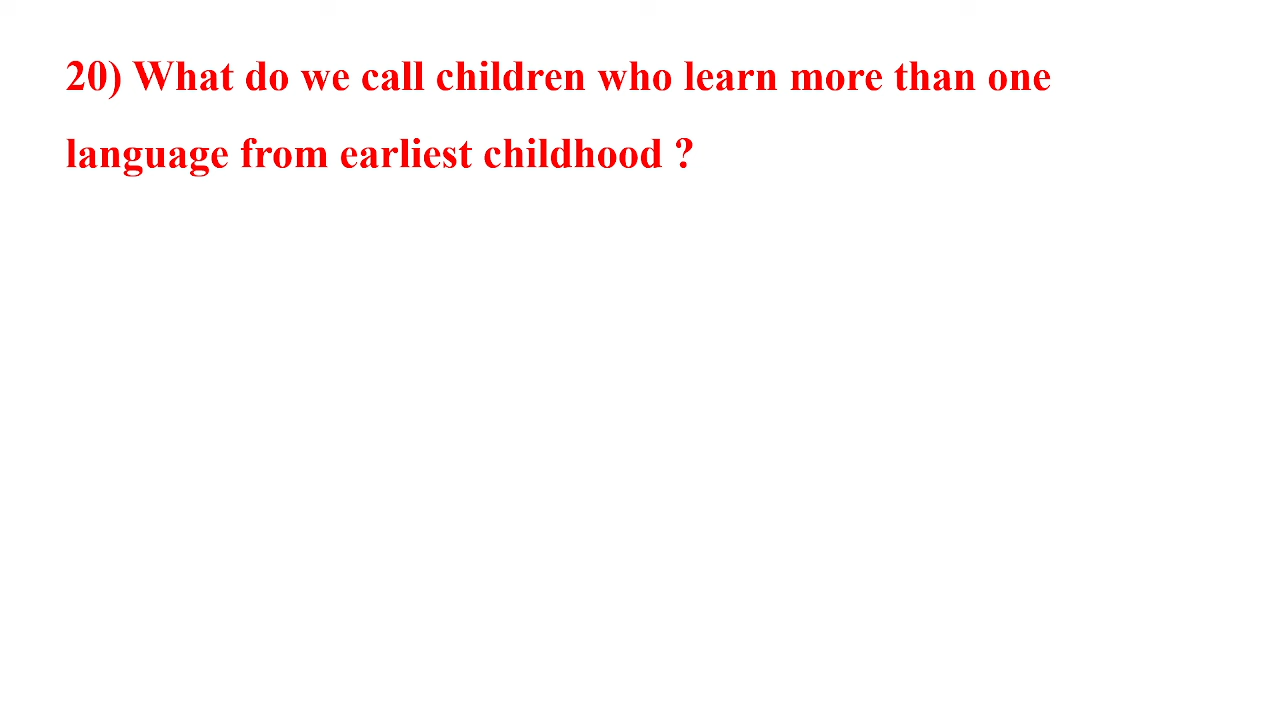 20) What do we call children who learn more than one
language from earliest childhood ?